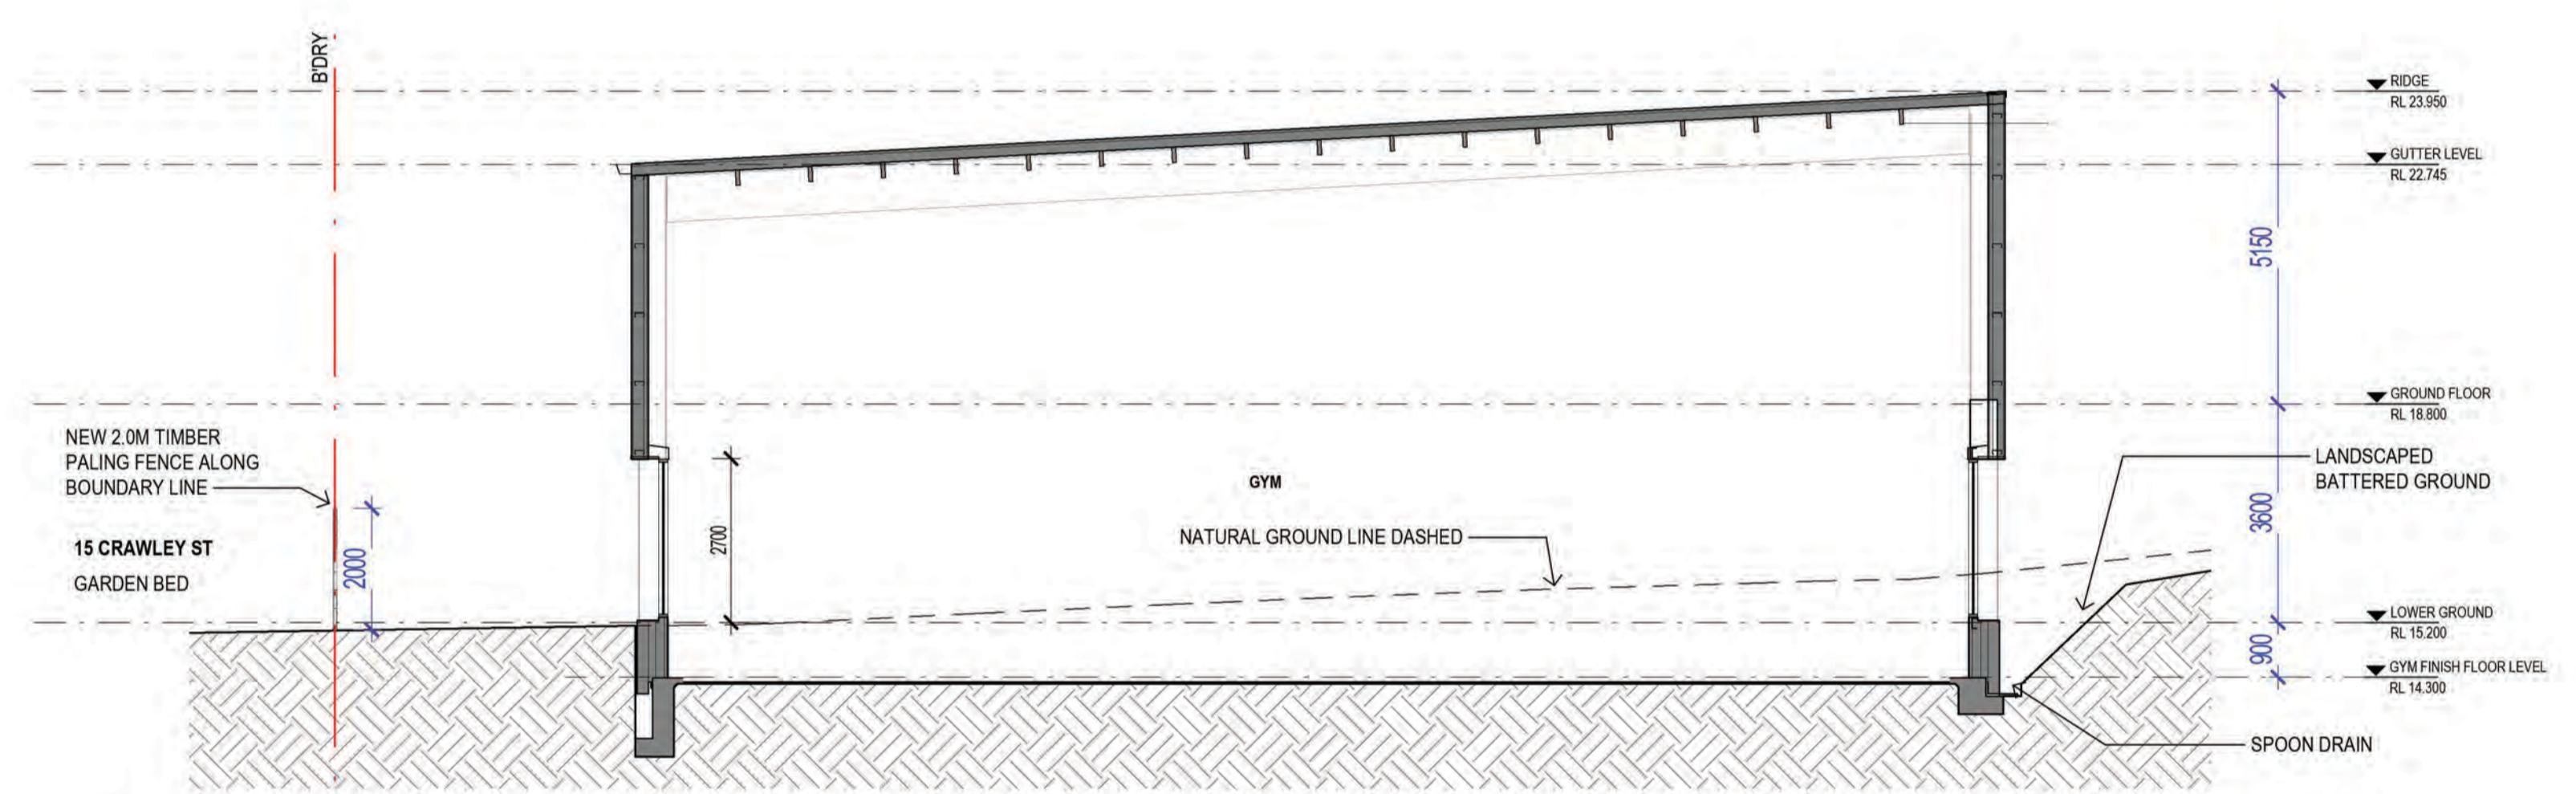 B'DRY
RIDGE
RL 23.950
GUTTER LEVEL
RL 22.745
5150
GROUND FLOOR
RL 18.800
NEW 2.0M TIMBER
PALING FENCE ALONG
BOUNDARY LINE
15 CRAWLEY ST
GARDEN BED
2000
2700
GYM
NATURAL GROUND LINE DASHED
LANDSCAPED
BATTERED GROUND
3600
LOWER GROUND
RL 15.200
900
GYM FINISH FLOOR LEVEL
RL 14.300
SPOON DRAIN